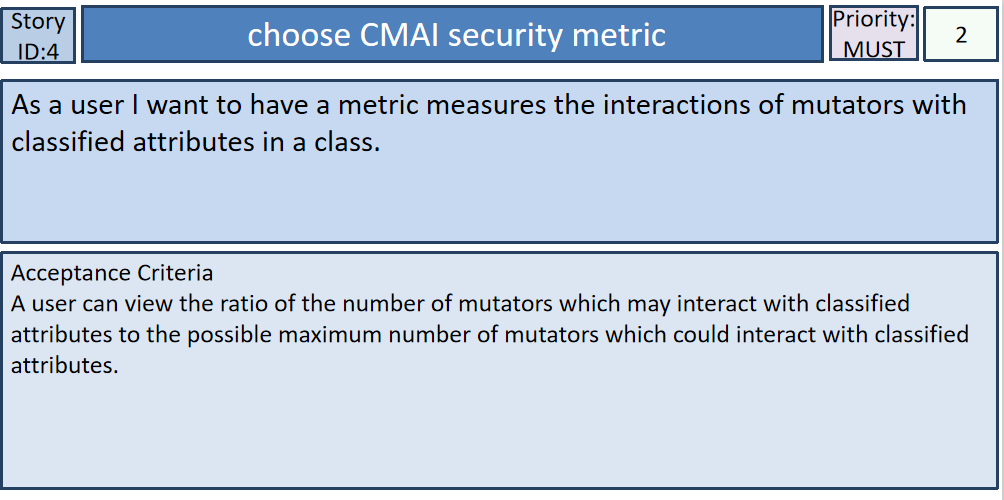 Story
ID:4
choose CMAI security metric
Priority:
MUST
2
As a user I want to have a metric measures the interactions of mutators with
classified attributes in a class.
Acceptance Criteria
A user can view the ratio of the number of mutators which may interact with classified
attributes to the possible maximum number of mutators which could interact with classified
attributes.